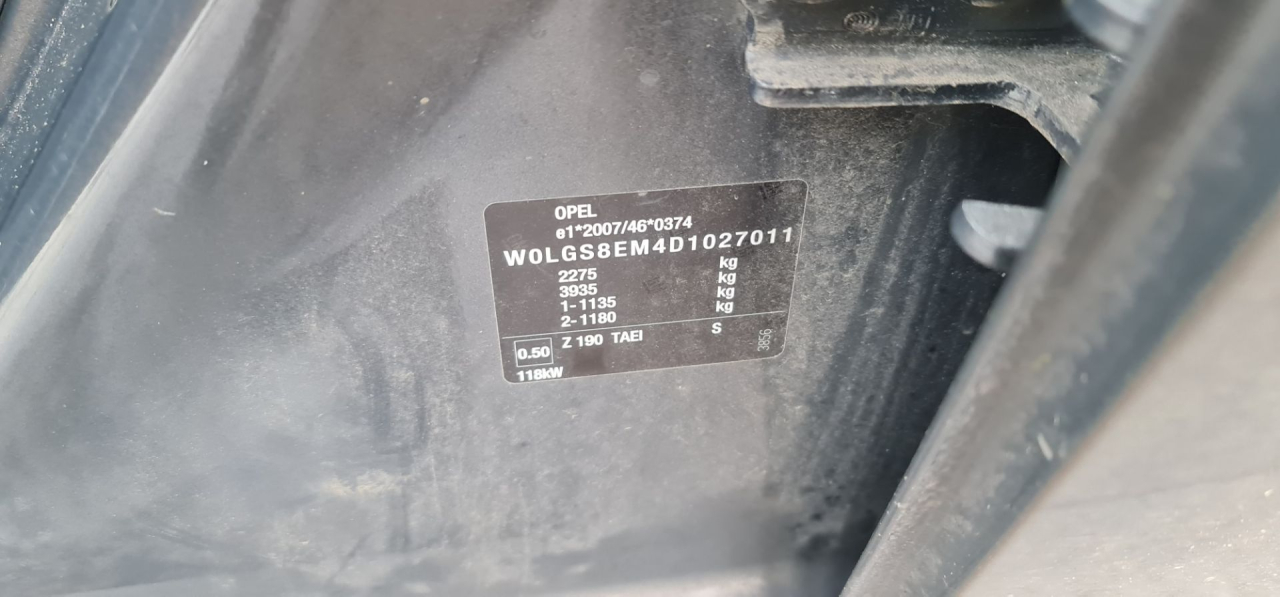 OPEL
e1*2007/46*0374
W0LGS8EM4D1027011
2275 kg
3935 kg
1-1135 kg
2-1180 kg
0.50 Z 190 TAEI S
118kW
3856